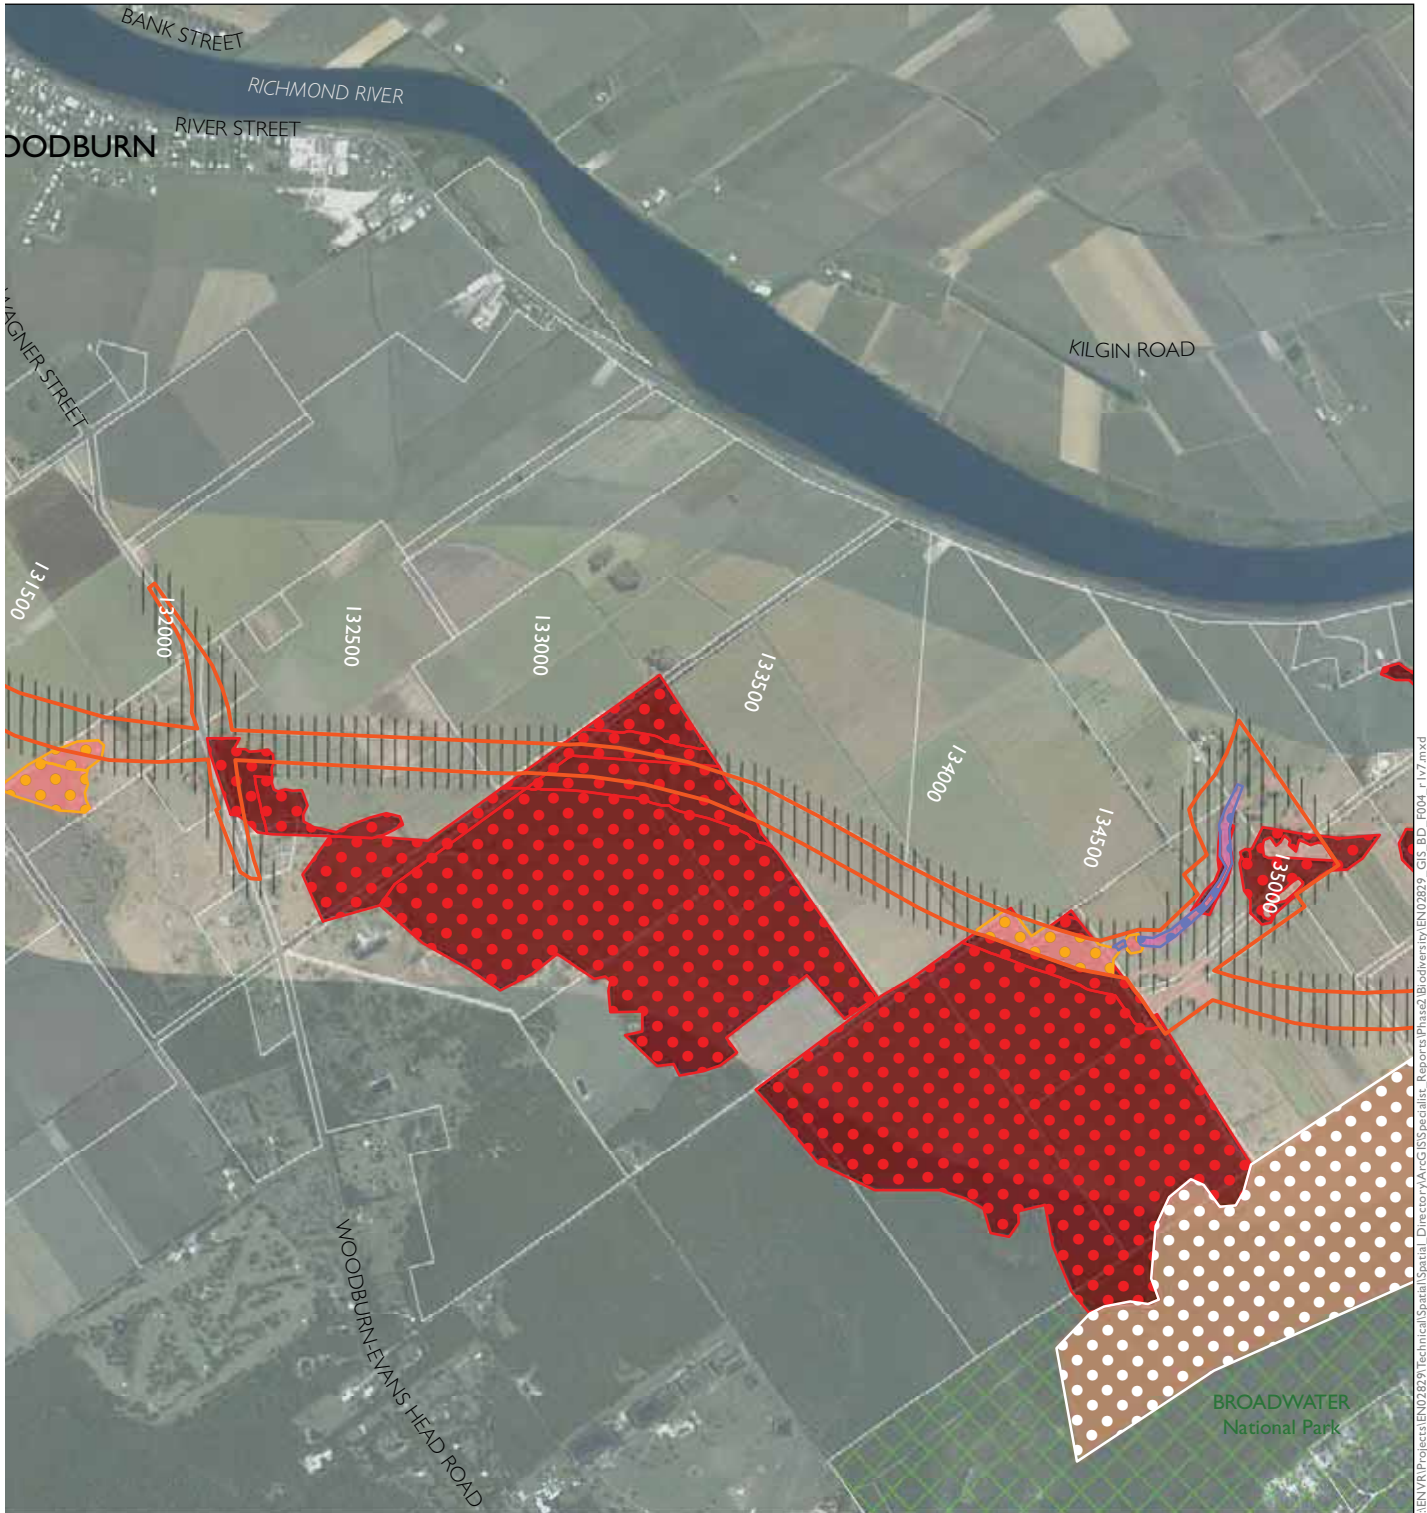 BANK STREET
RICHMOND RIVER
RIVER STREET
OODBURN
WAGNER STREET
KILGIN ROAD
131500
132000
132500
133000
133500
134000
134500
135000
WOODBURN-EVANS HEAD ROAD
BROADWATER
National Park
:\ENVR\Projects\EN02829\Technical\Spatial\Spatial_Directory\ArcGIS\Specialist_Reports\Phase2\Biodiversity\EN02829_GIS_BD_F004_r1v7.mxd